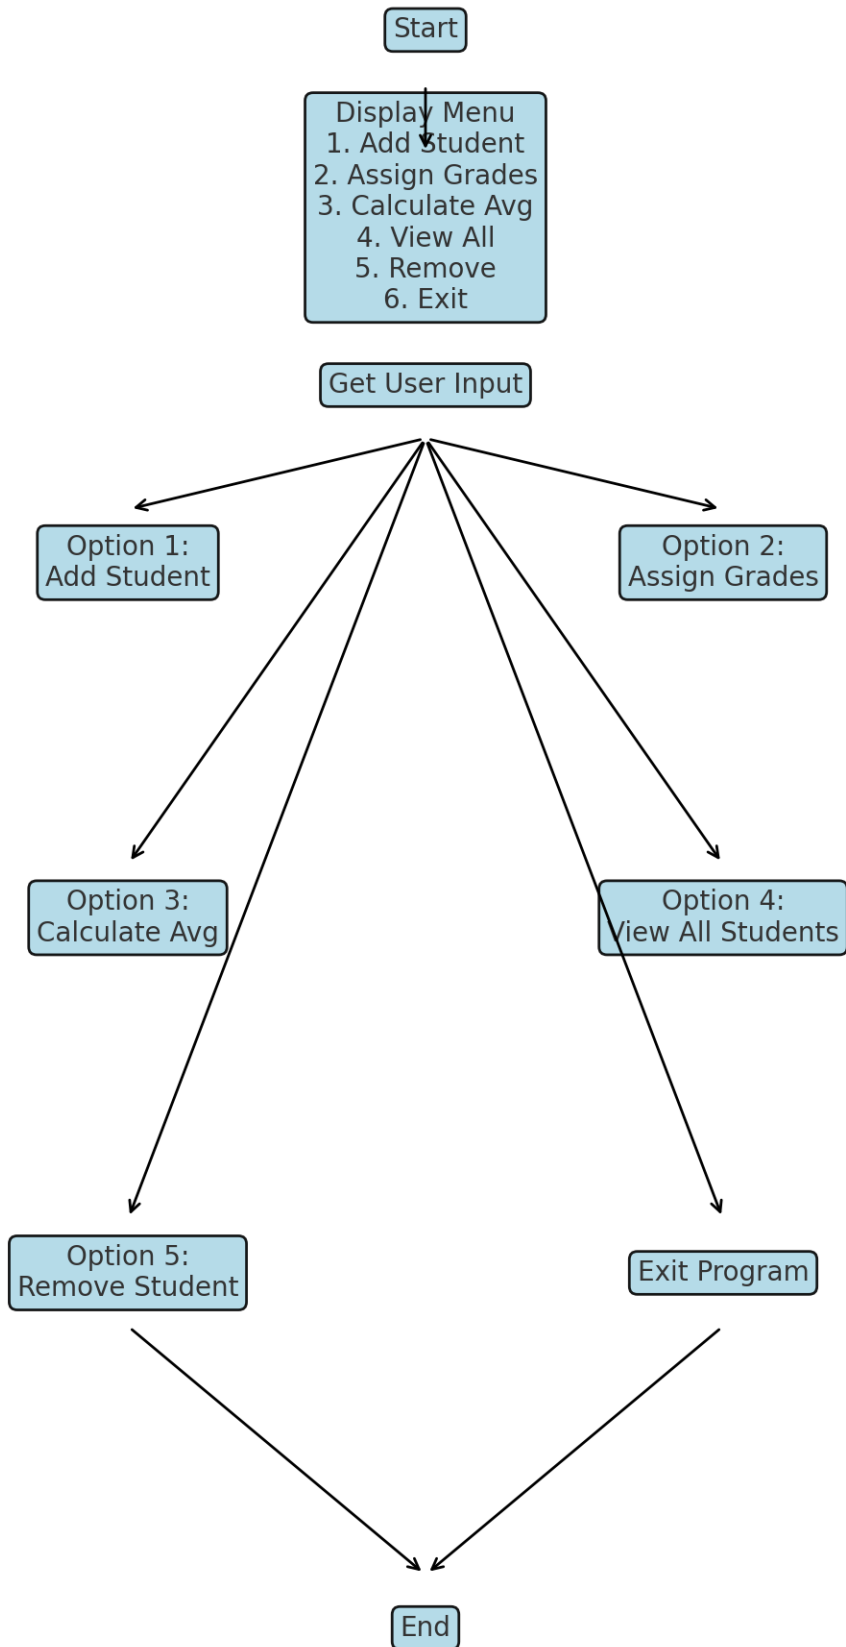 Start
Display Menu
1. Add Student
2. Assign Grades
3. Calculate Avg
4. View All
5. Remove
6. Exit
Get User Input
Option 1:
Add Student
Option 2:
Assign Grades
Option 3:
Calculate Avg
Option 4:
View All Students
Option 5:
Remove Student
Exit Program
End